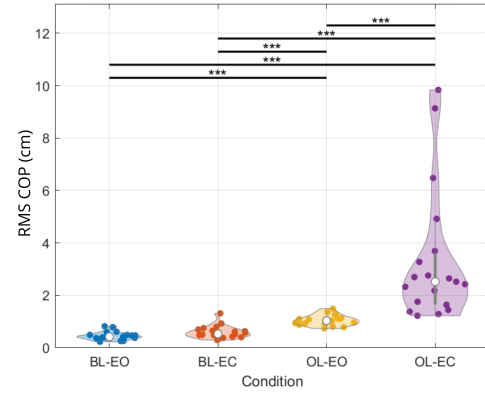 12
10
8
6
4
2
0
RMS COP (cm)
***
***
***
***
***
BL-EO
BL-EC
OL-EO
OL-EC
Condition